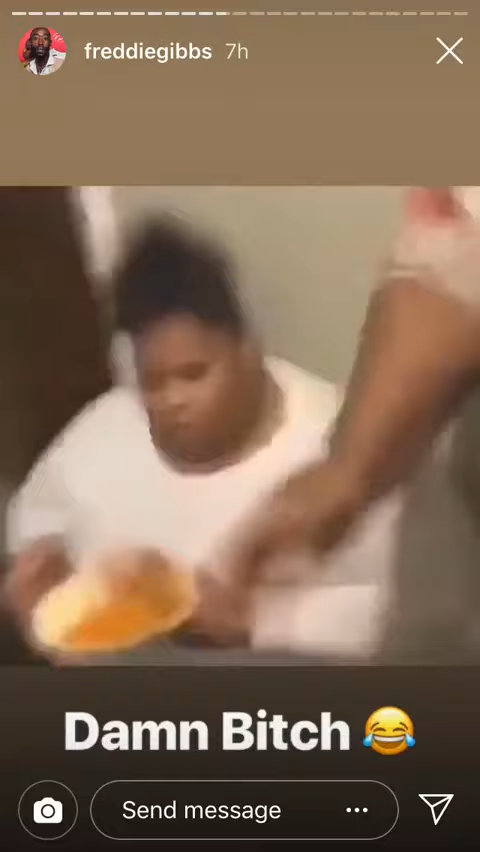 freddiegibbs 7h
Damn Bitch 😂
Send message